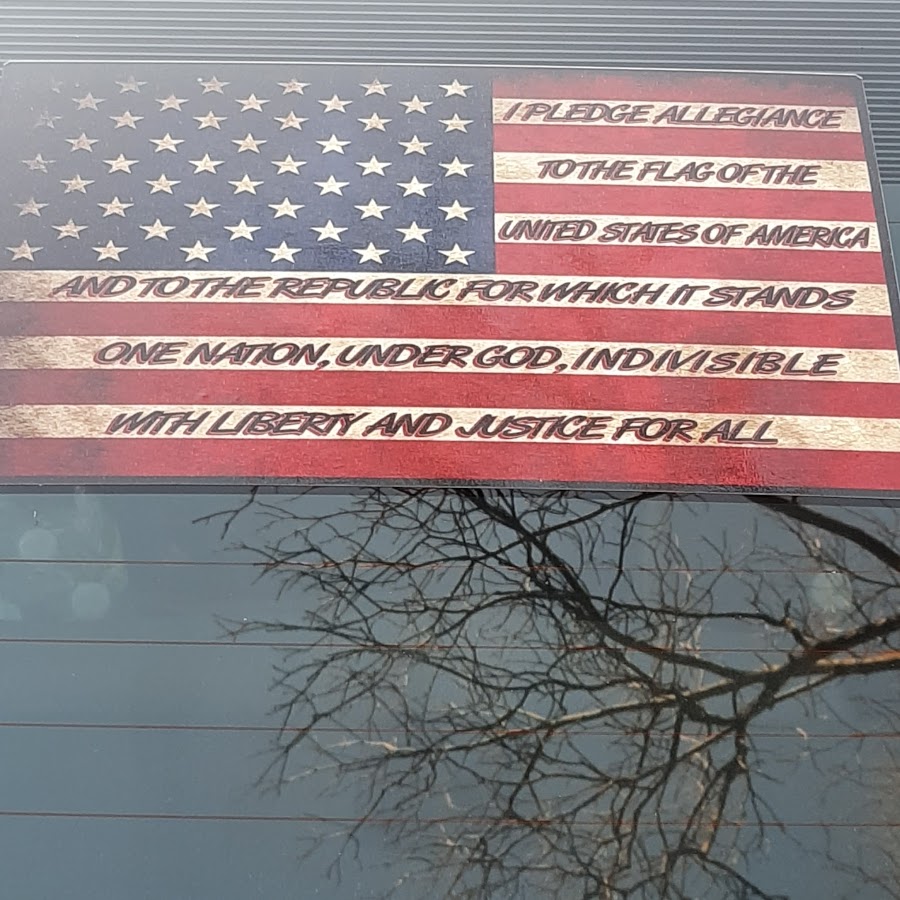 I PLEDGE ALLEGIANCE
TO THE FLAG OF THE
UNITED STATES OF AMERICA
AND TO THE REPUBLIC FOR WHICH IT STANDS
ONE NATION, UNDER GOD, INDIVISIBLE
WITH LIBERTY AND JUSTICE FOR ALL